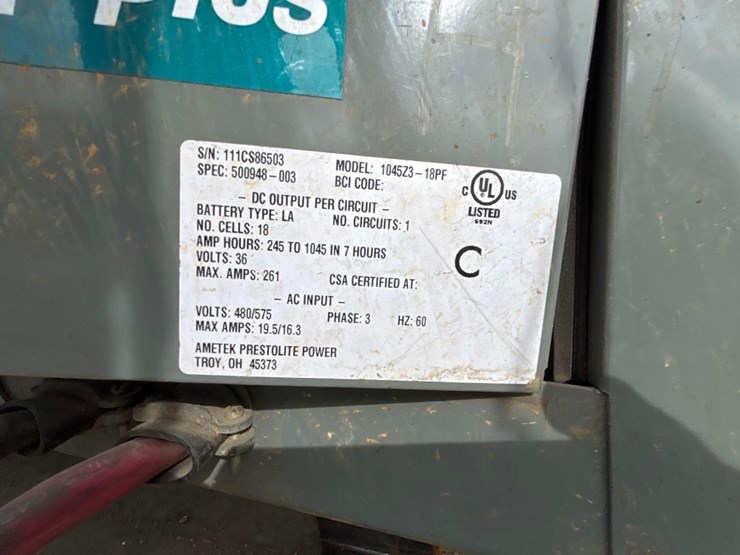 Plus
S/N: 111CS86503 MODEL: 1045Z3-18PF
SPEC: 500948-003 BCI CODE:
- DC OUTPUT PER CIRCUIT -
BATTERY TYPE: LA NO. CIRCUITS: 1
NO. CELLS: 18
AMP HOURS: 245 TO 1045 IN 7 HOURS
VOLTS: 36
MAX. AMPS: 261 CSA CERTIFIED AT:
- AC INPUT -
VOLTS: 480/575 PHASE: 3 HZ: 60
MAX AMPS: 19.5/16.3
AMETEK PRESTOLITE POWER
TROY, OH 45373
C UL US
LISTED
692N
C